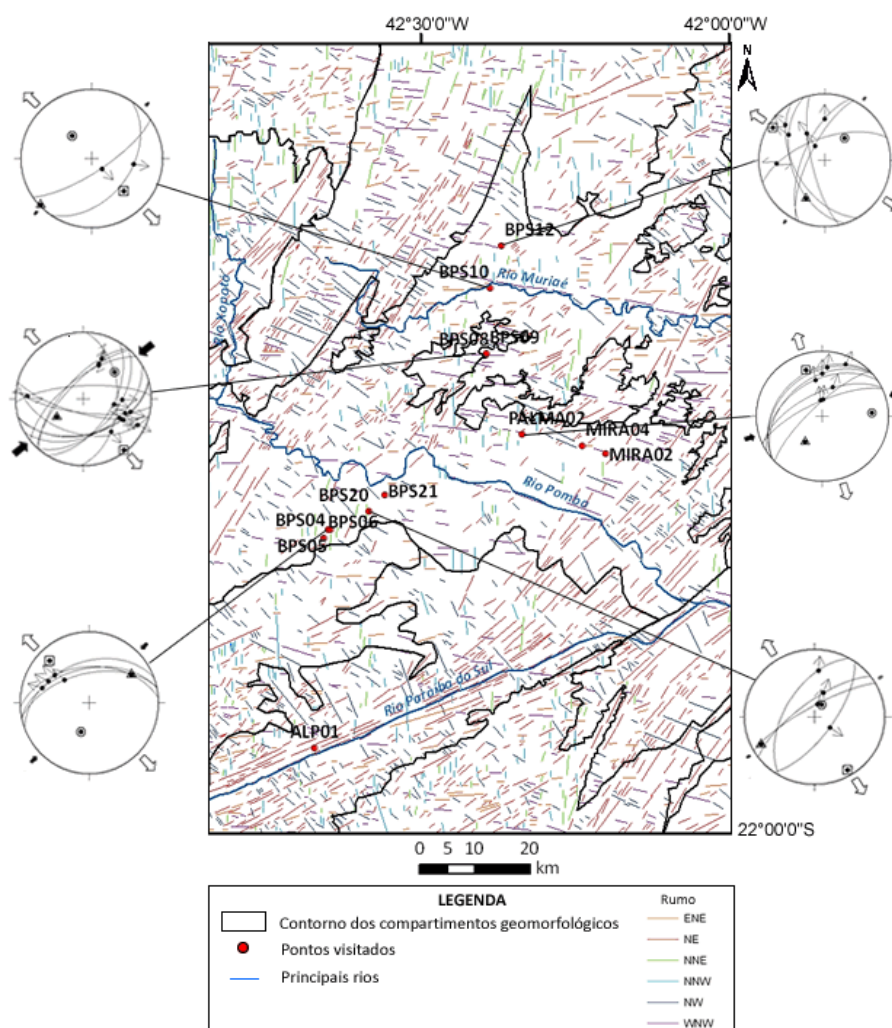 42°30'0"W 42°00'0"W
N
BPS12
BPS10
Rio Muriaé
Rio Xopotó
BPS08 BPS09
PALMA02
MIRA04
MIRA02
Rio Pomba
BPS21
BPS20
BPS04 BPS06
BPS05
Rio Paraíba do Sul
ALP01
22°00'0"S
0 5 10 20
km
LEGENDA
Contorno dos compartimentos geomorfológicos
Pontos visitados
Principais rios
Rumo
ENE
NE
NNE
NNW
NW
WNW